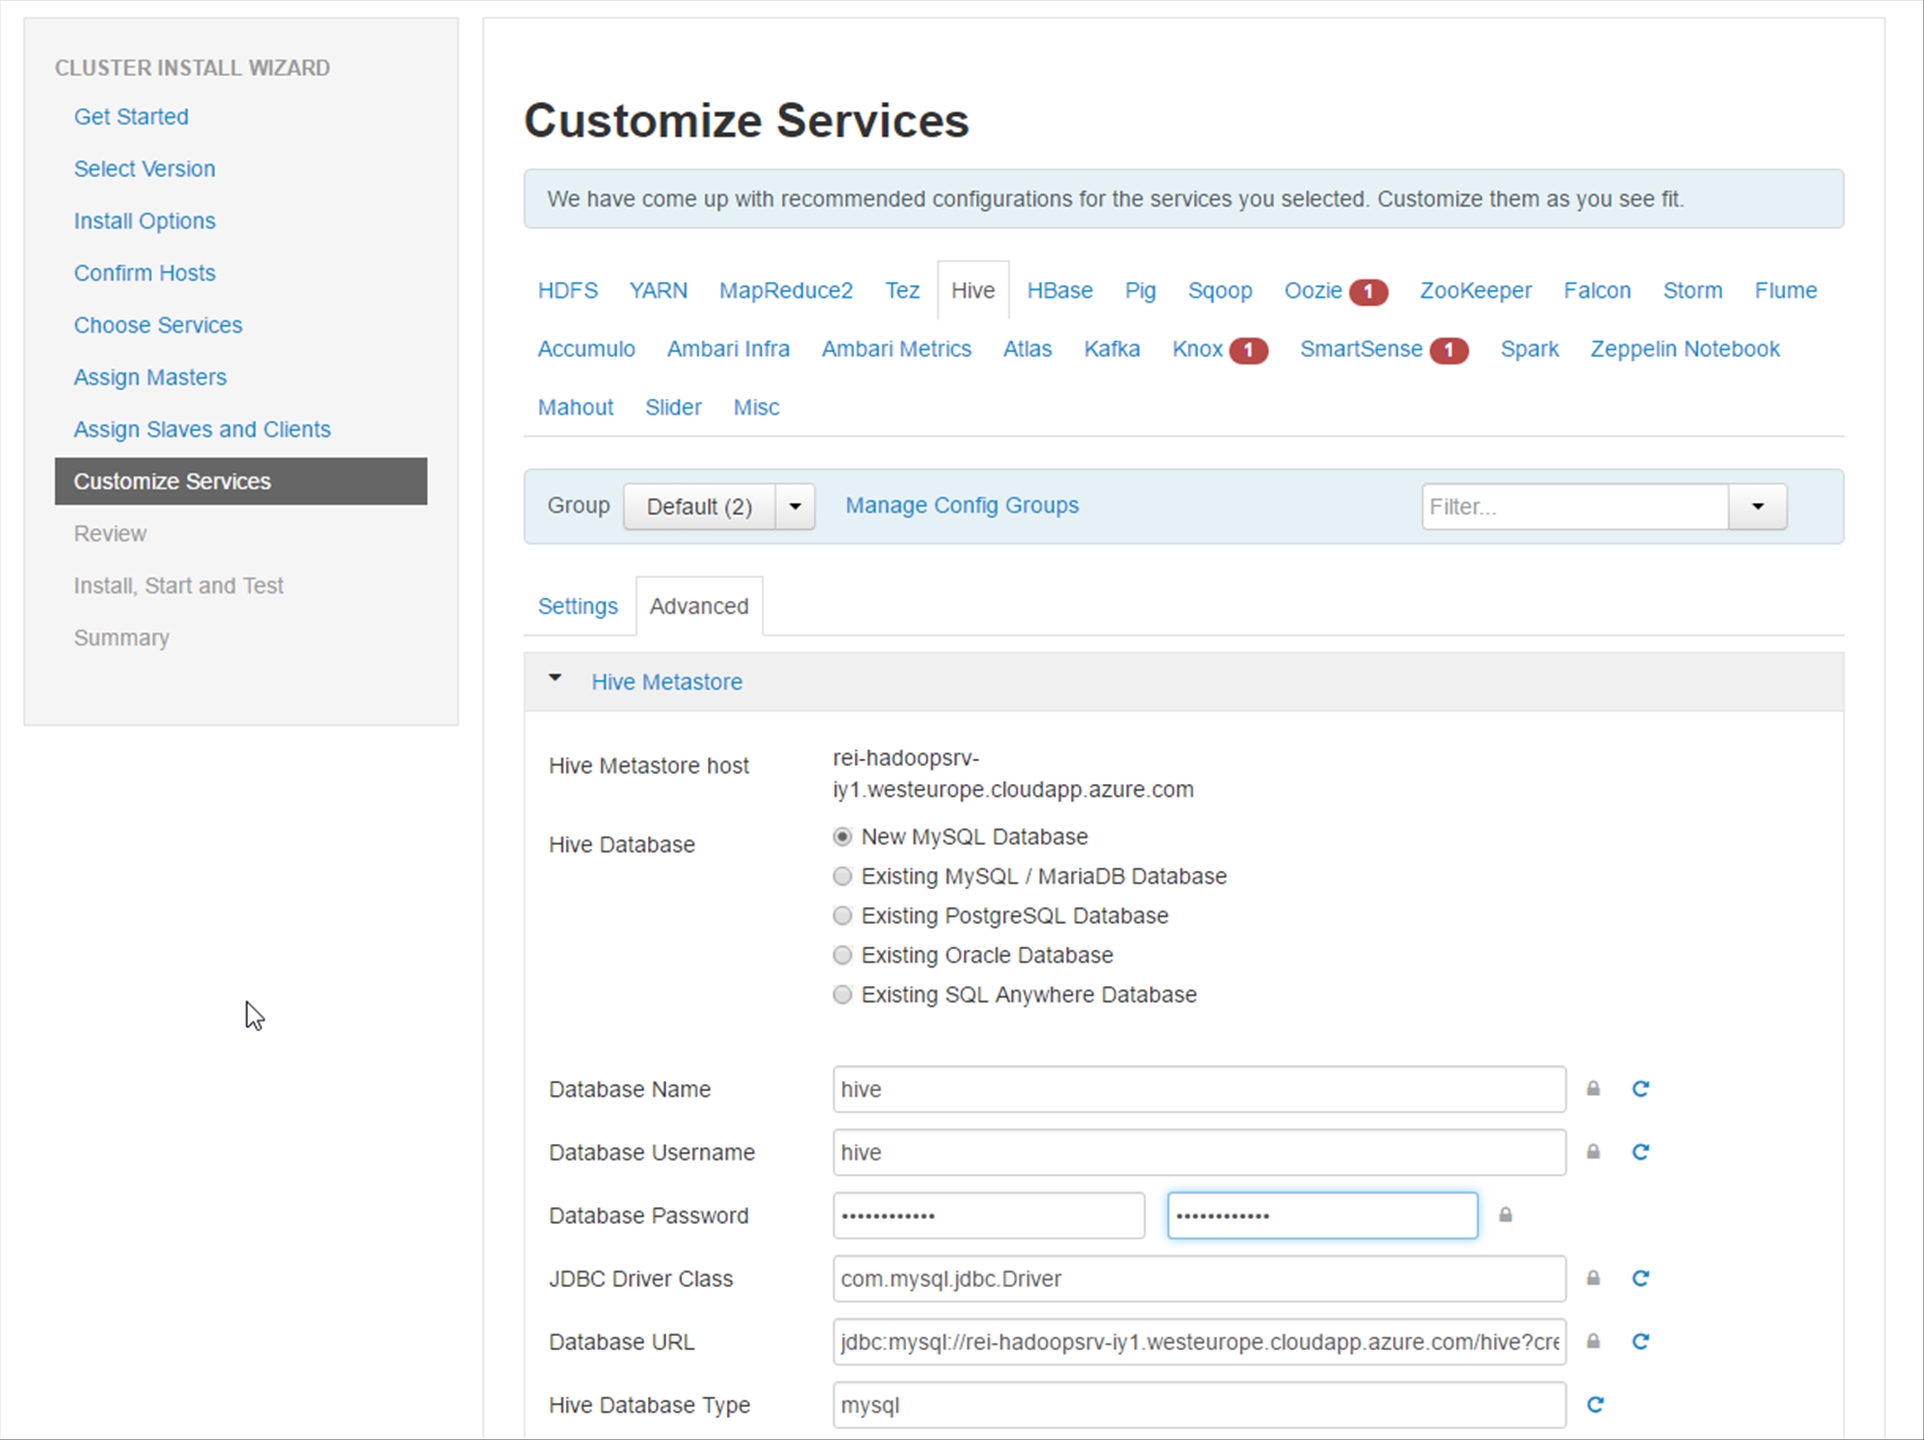 CLUSTER INSTALL WIZARD
Get Started
Select Version
Install Options
Confirm Hosts
Choose Services
Assign Masters
Assign Slaves and Clients
Customize Services
Review
Install, Start and Test
Summary
Customize Services
We have come up with recommended configurations for the services you selected. Customize them as you see fit.
HDFS YARN MapReduce2 Tez Hive HBase Pig Sqoop Oozie 1 ZooKeeper Falcon Storm Flume
Accumulo Ambari Infra Ambari Metrics Atlas Kafka Knox 1 SmartSense 1 Spark Zeppelin Notebook
Mahout Slider Misc
Group Default (2) Manage Config Groups Filter...
Settings Advanced
Hive Metastore
Hive Metastore host rei-hadoopsrv-
iy1.westeurope.cloudapp.azure.com
Hive Database New MySQL Database
Existing MySQL / MariaDB Database
Existing PostgreSQL Database
Existing Oracle Database
Existing SQL Anywhere Database
Database Name hive
Database Username hive
Database Password •••••••••••• ••••••••••••
JDBC Driver Class com.mysql.jdbc.Driver
Database URL jdbc:mysql://rei-hadoopsrv-iy1.westeurope.cloudapp.azure.com/hive?cre
Hive Database Type mysql